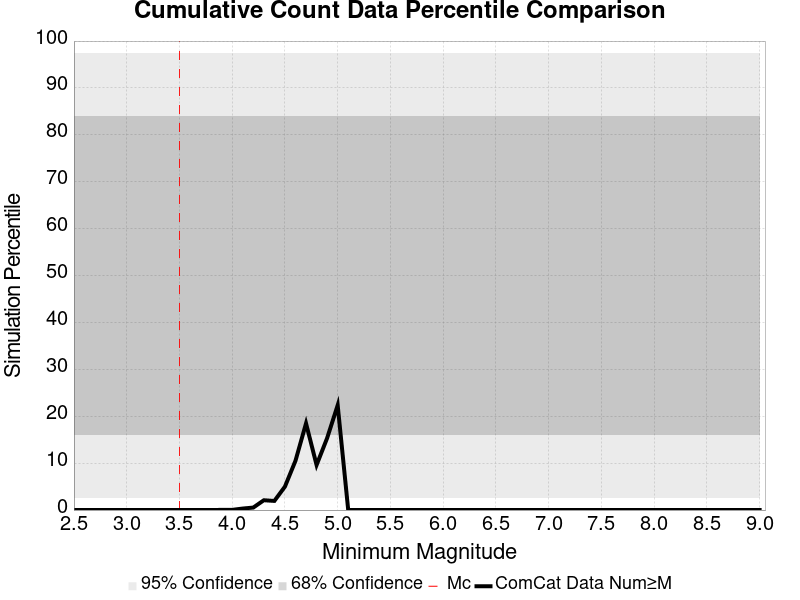 Cumulative Count Data Percentile Comparison
100
90
80
70
60
50
40
30
20
10
0
Simulation Percentile
2.5 3.0 3.5 4.0 4.5 5.0 5.5 6.0 6.5 7.0 7.5 8.0 8.5 9.0
Minimum Magnitude
95% Confidence 68% Confidence Mc ComCat Data Num≥M